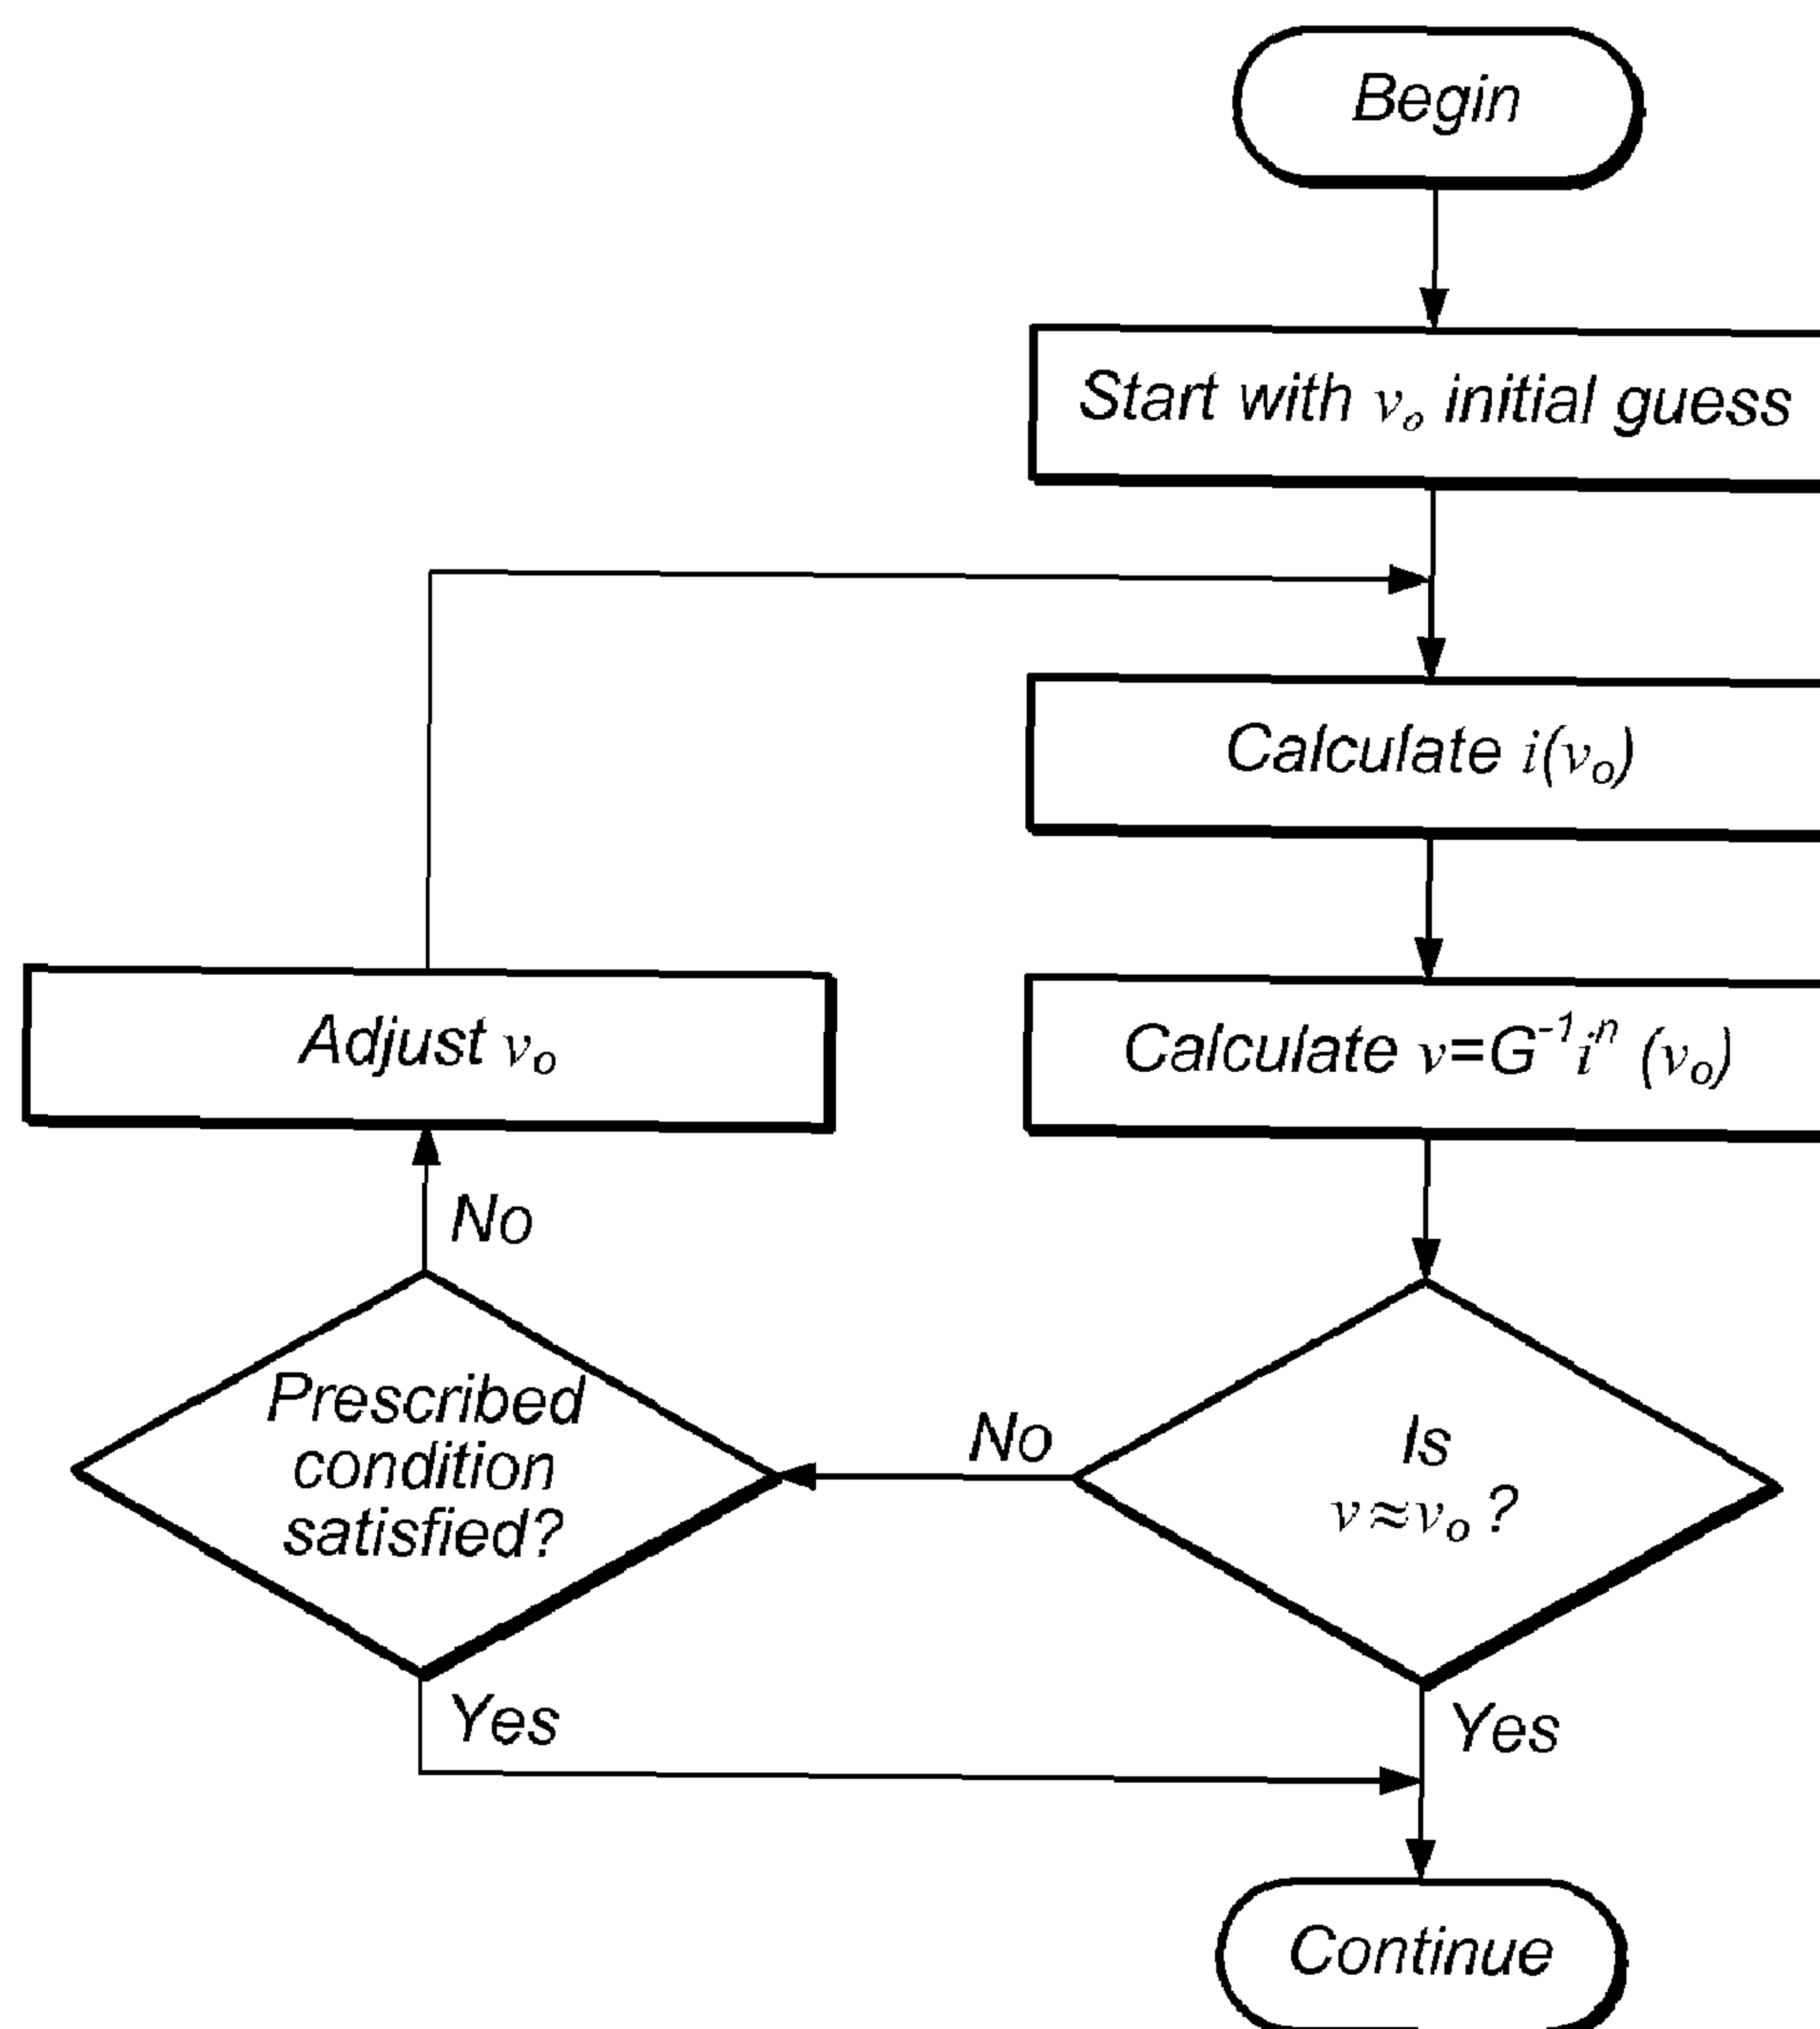 Begin
Start with vₒ initial guess
Calculate i(vₒ)
Calculate v=G⁻¹iⁿ (vₒ)
Adjust vₒ
No
Prescribed
condition
satisfied?
No
Is
v≈vₒ ?
Yes
Yes
Continue